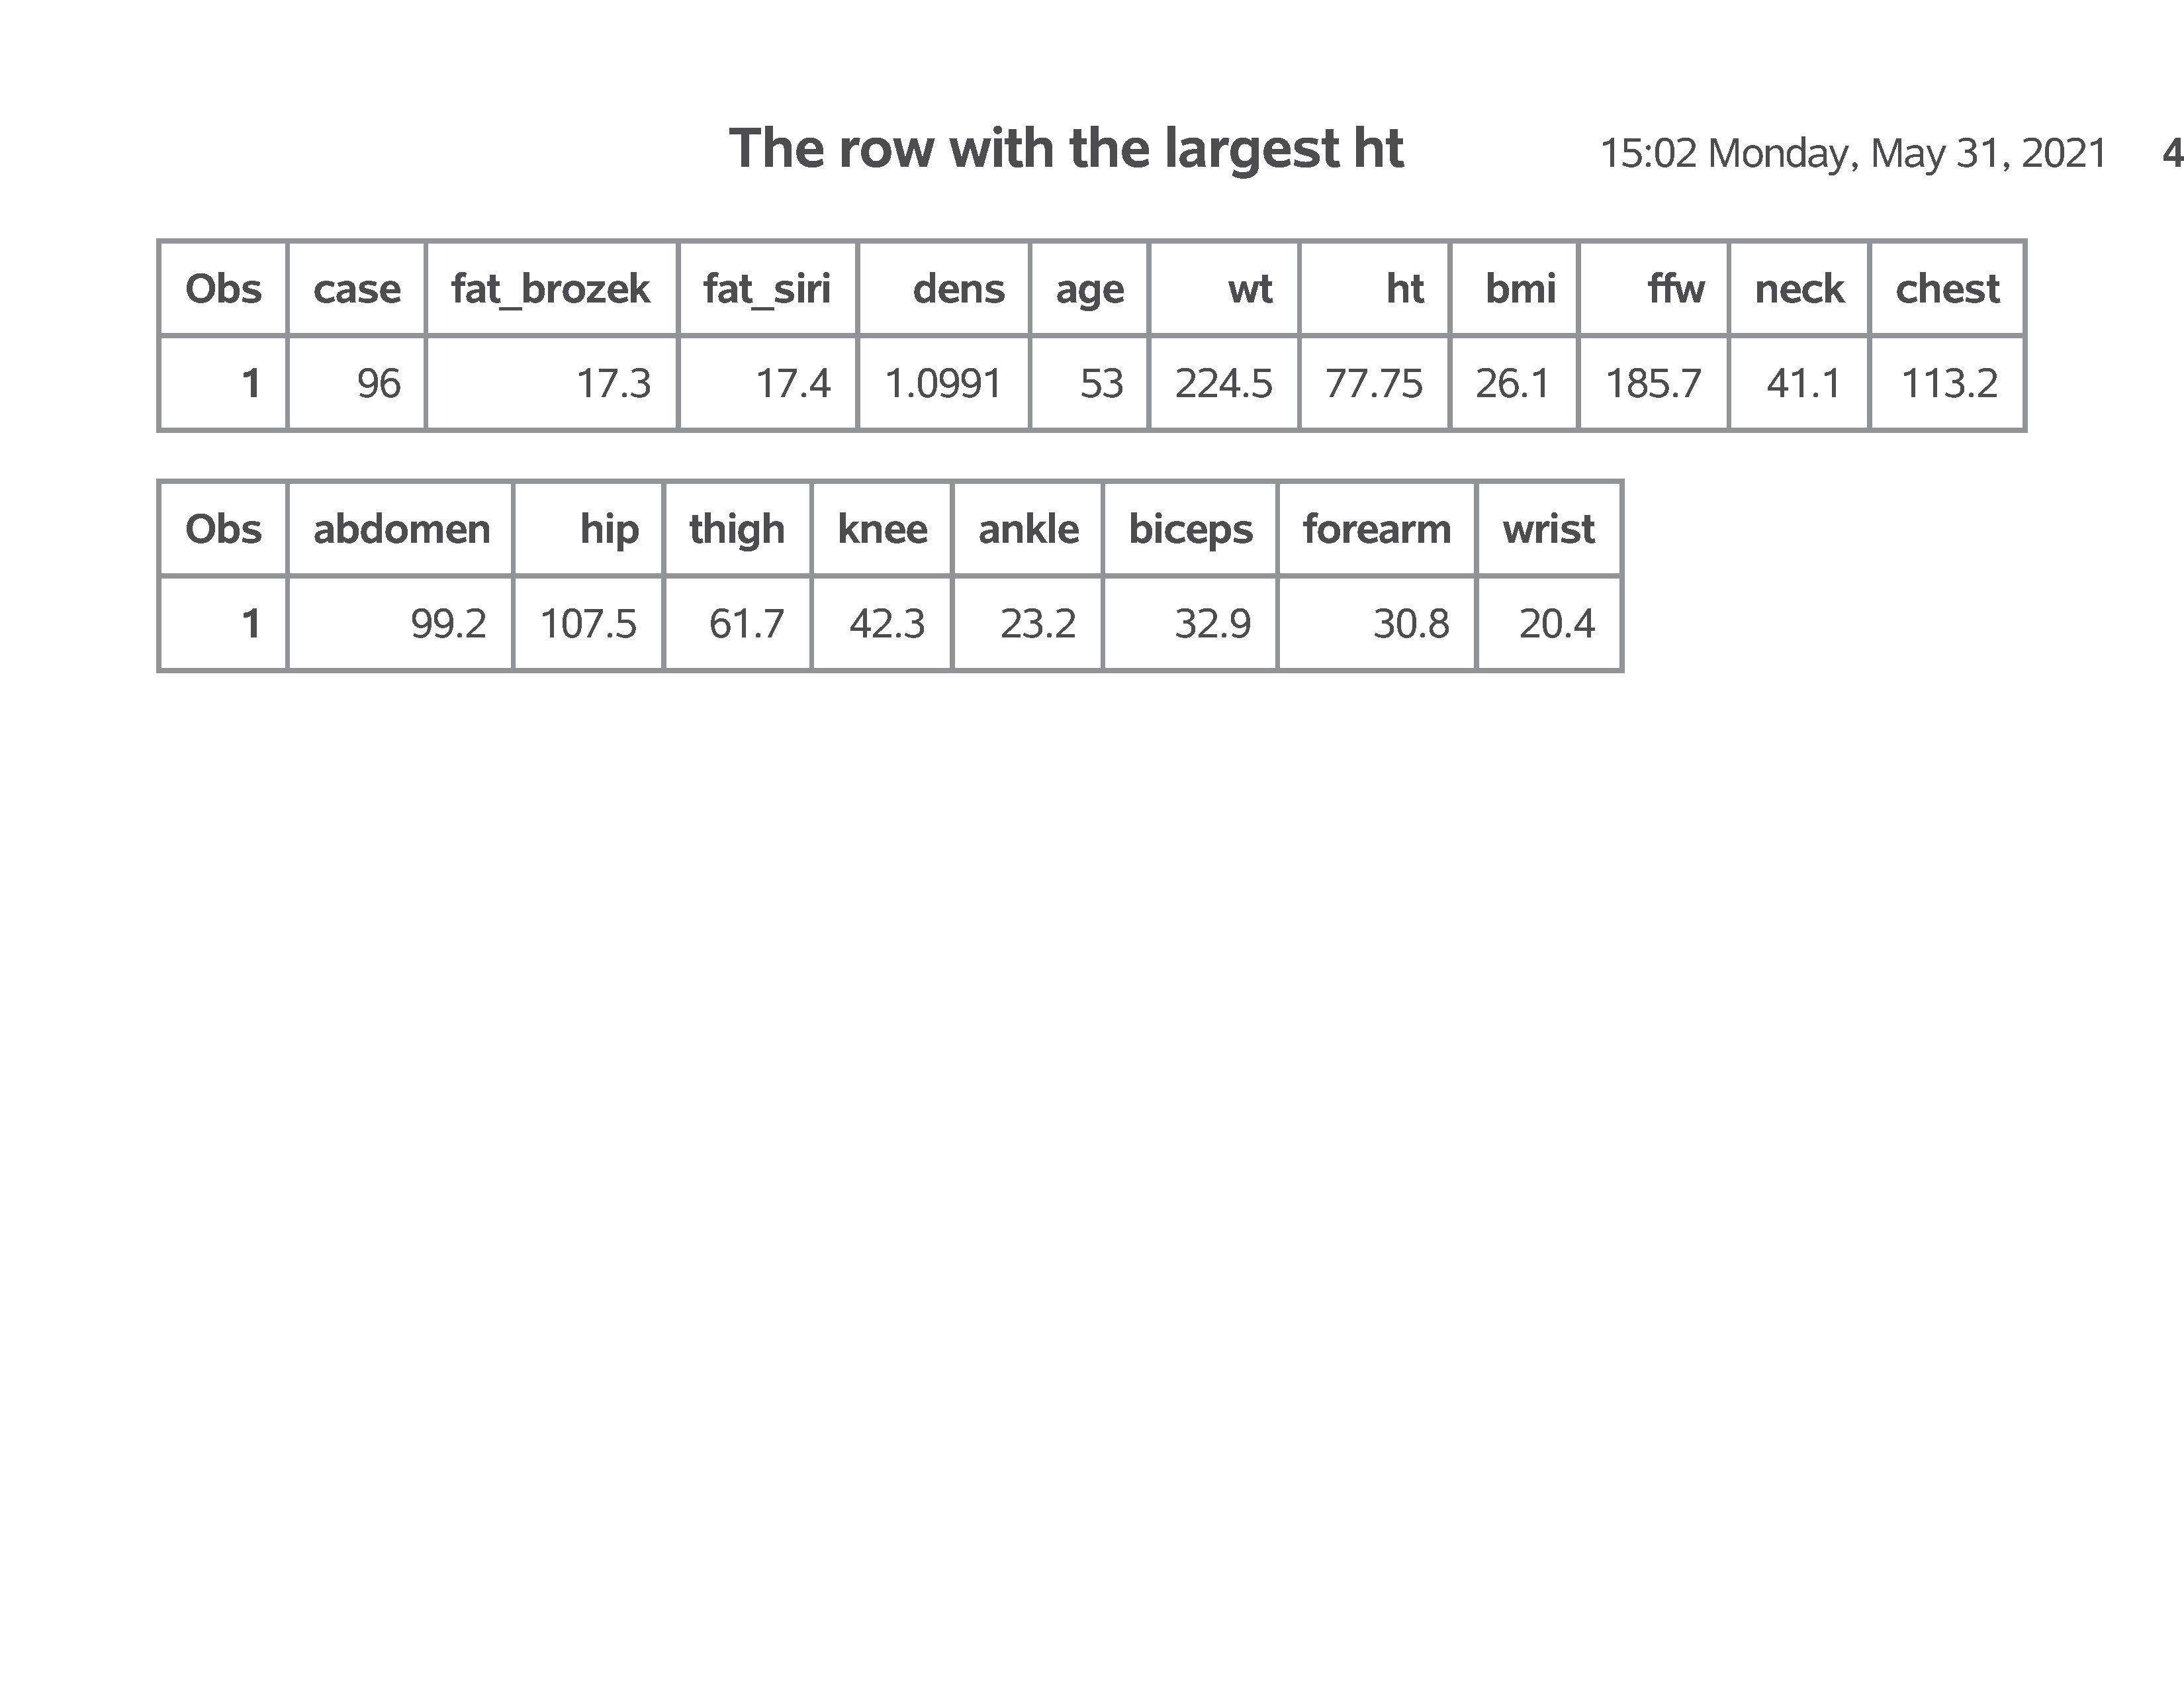 The row with the largest ht 15:02 Monday, May 31, 2021 4
Obs case fat_brozek fat_siri dens age wt ht bmi ffw neck chest
1 96 17.3 17.4 1.0991 53 224.5 77.75 26.1 185.7 41.1 113.2
Obs abdomen hip thigh knee ankle biceps forearm wrist
1 99.2 107.5 61.7 42.3 23.2 32.9 30.8 20.4